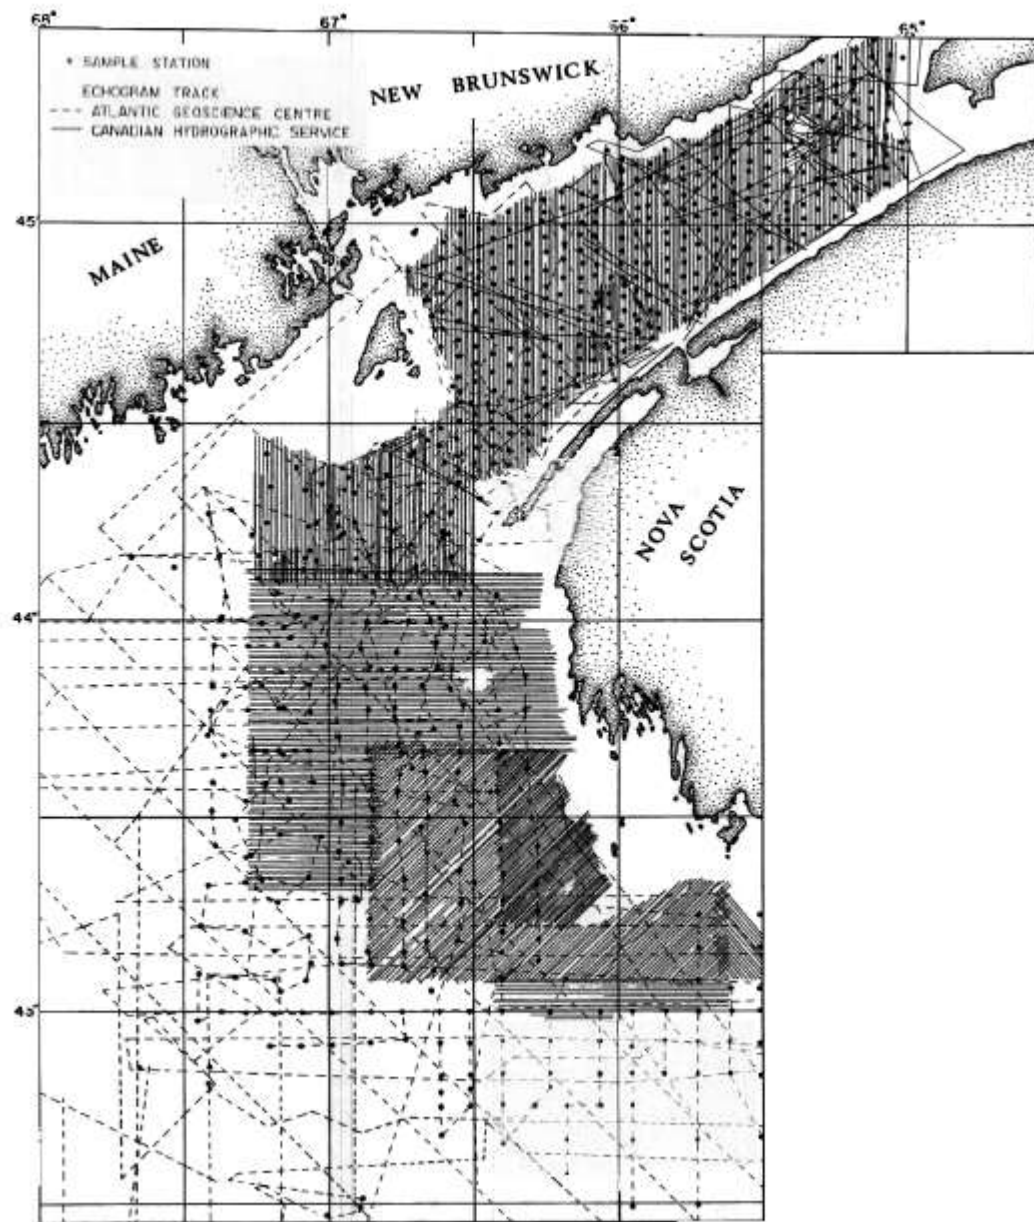 68° 67° 66° 65°
• SAMPLE STATION
ECHOGRAM TRACK
--- ATLANTIC GEOSCIENCE CENTRE
— CANADIAN HYDROGRAPHIC SERVICE
NEW BRUNSWICK
45°
MAINE
NOVA
SCOTIA
44°
43°